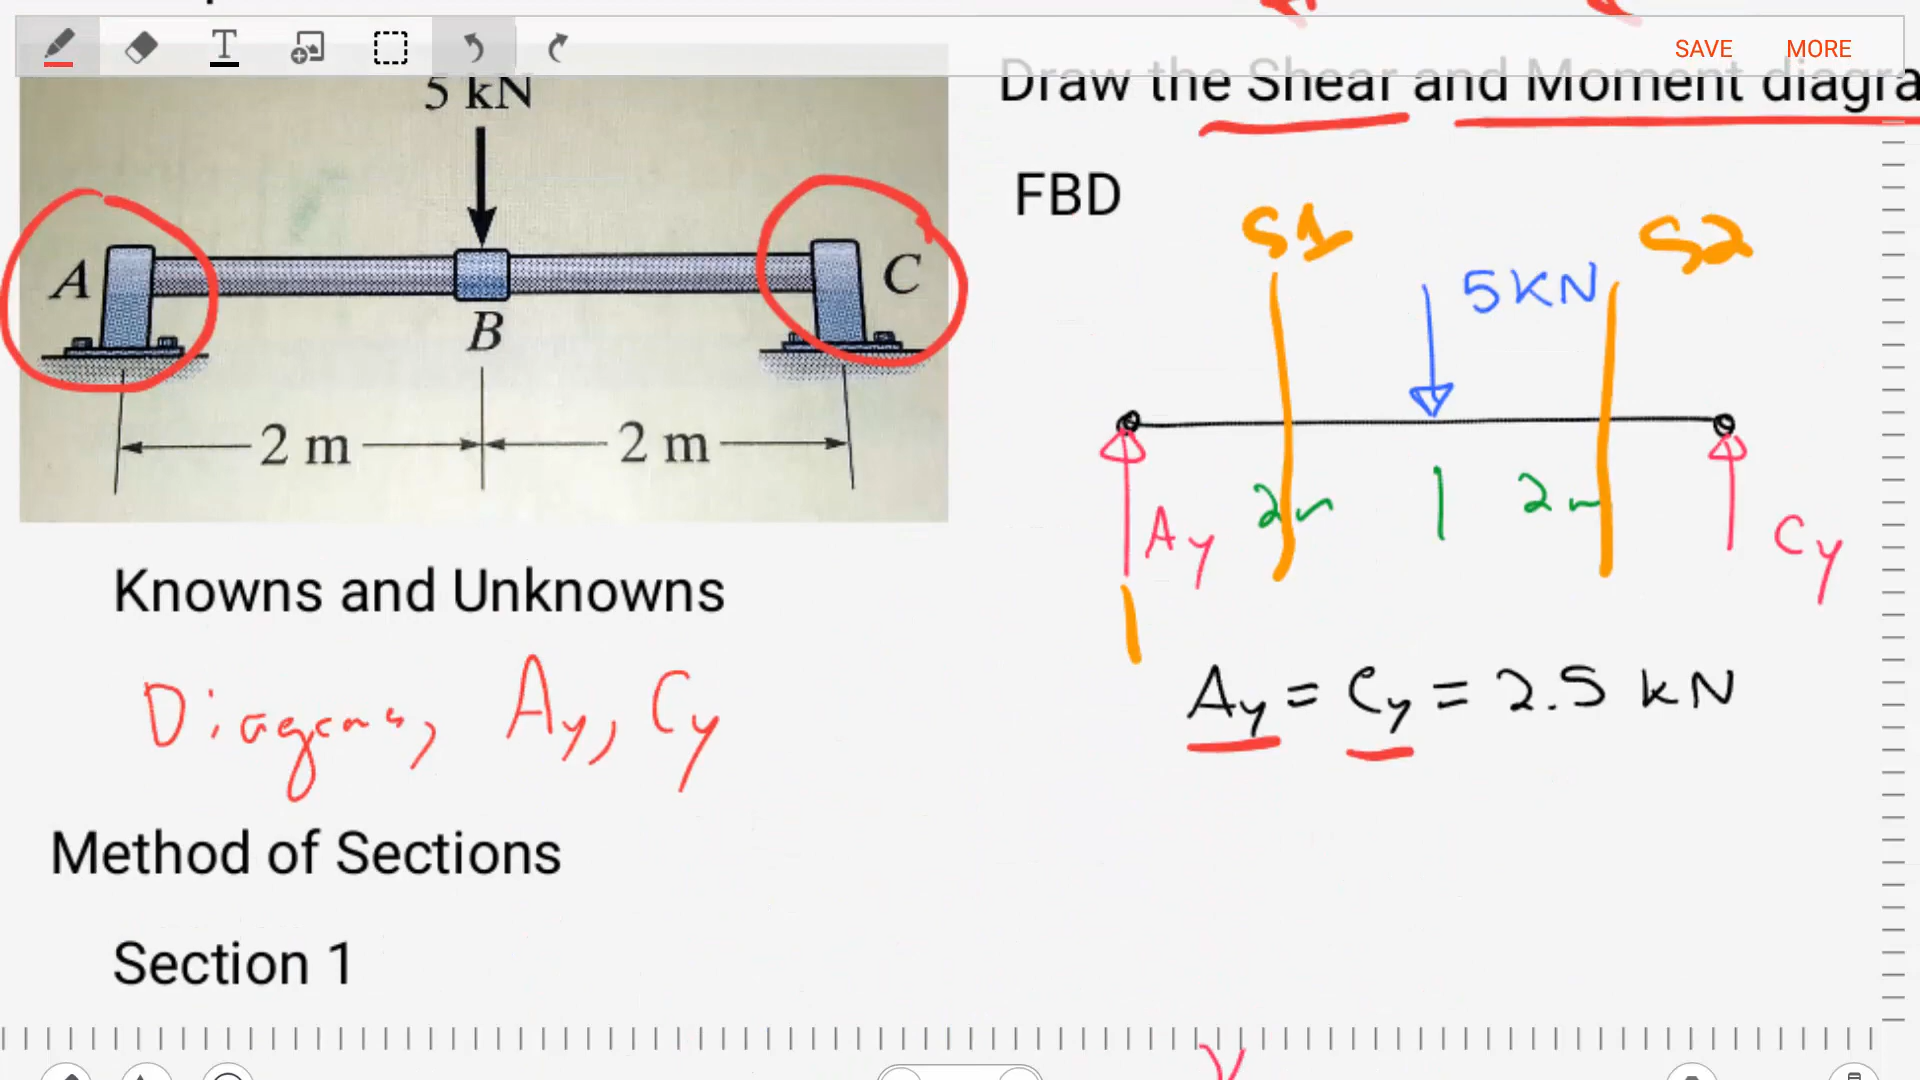 SAVE MORE
Draw the Shear and Moment diagra
5 kN
A
B
C
2 m
2 m
FBD
S1
S2
5KN
2m
2m
Ay
Cy
Ay = Cy = 2.5 kN
Knowns and Unknowns
Diagrams, Ay, Cy
Method of Sections
Section 1